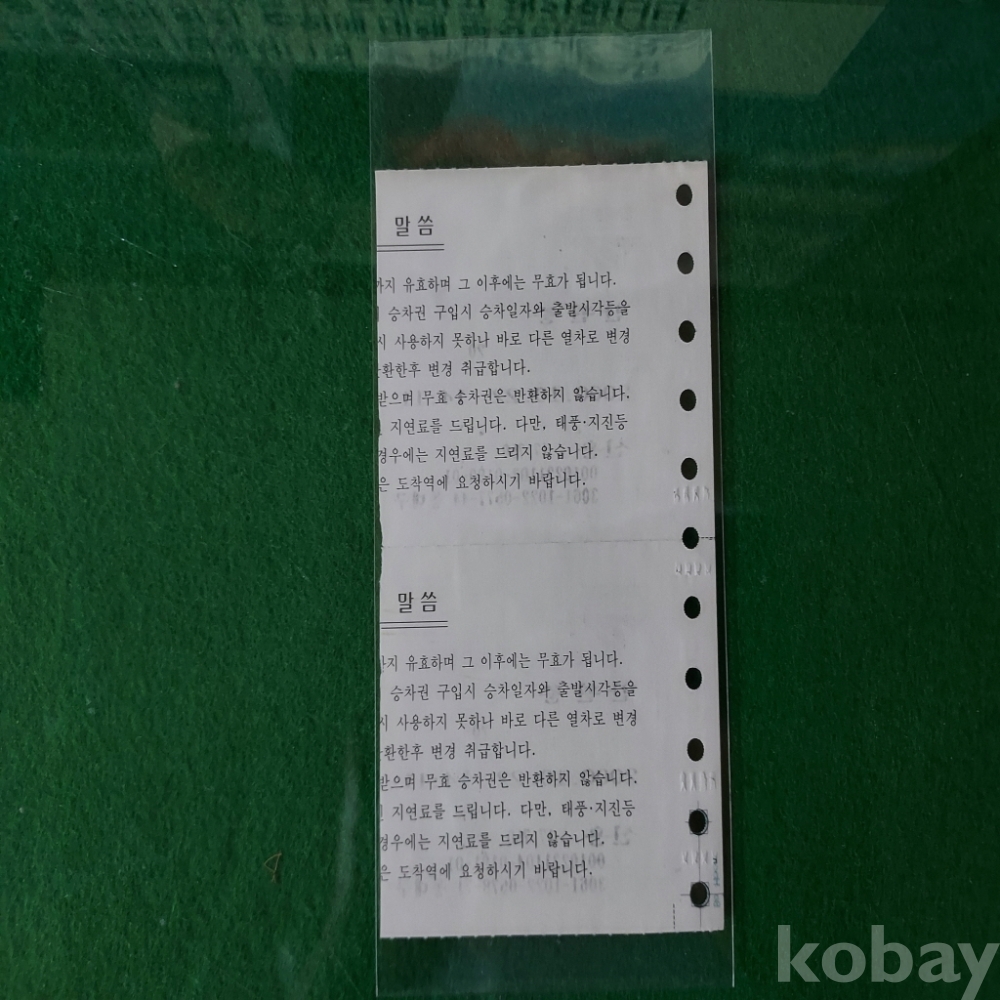 말 씀
까지 유효하며 그 이후에는 무효가 됩니다.
승차권 구입시 승차일자와 출발시각등을
시 사용하지 못하나 바로 다른 열차로 변경
환한후 변경 취급합니다.
받으며 무효 승차권은 반환하지 않습니다.
지연료를 드립니다. 다만, 태풍·지진등
경우에는 지연료를 드리지 않습니다.
은 도착역에 요청하시기 바랍니다.
말 씀
까지 유효하며 그 이후에는 무효가 됩니다.
승차권 구입시 승차일자와 출발시각등을
시 사용하지 못하나 바로 다른 열차로 변경
환한후 변경 취급합니다.
받으며 무효 승차권은 반환하지 않습니다.
지연료를 드립니다. 다만, 태풍·지진등
경우에는 지연료를 드리지 않습니다.
은 도착역에 요청하시기 바랍니다.
kobay